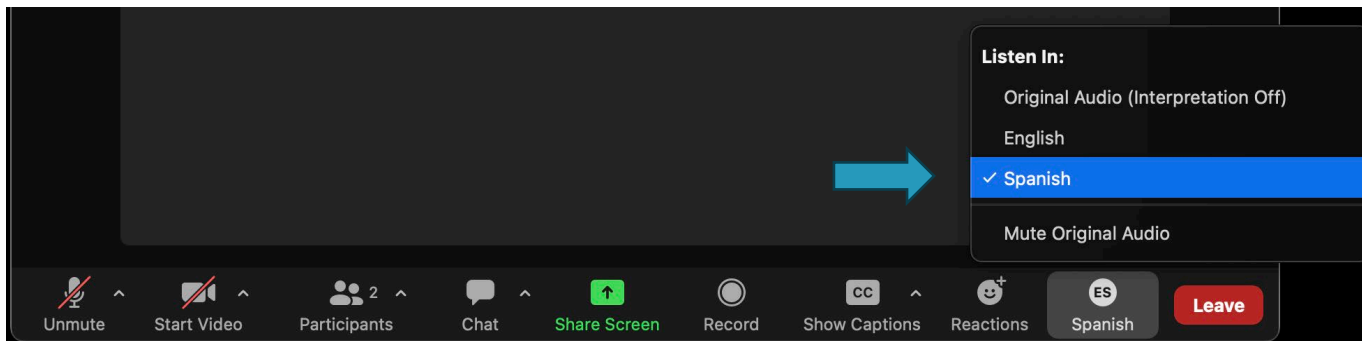 Listen In:
Original Audio (Interpretation Off)
English
✓ Spanish
Mute Original Audio
2
CC
ES
Unmute
Start Video
Participants
Chat
Share Screen
Record
Show Captions
Reactions
Spanish
Leave